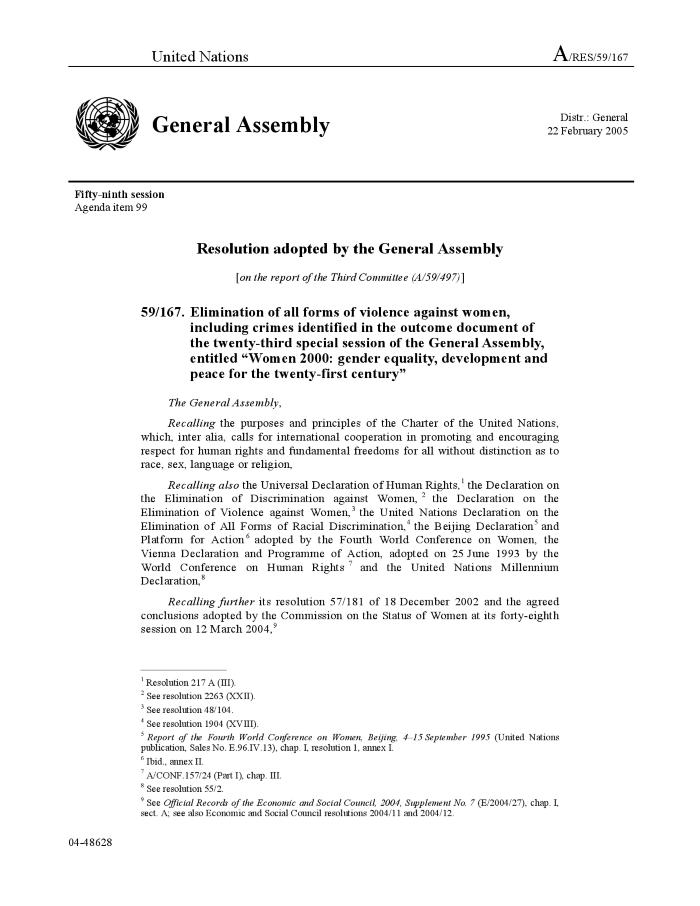 United Nations A/RES/59/167
General Assembly
Distr.: General
22 February 2005
Fifty-ninth session
Agenda item 99
Resolution adopted by the General Assembly
[on the report of the Third Committee (A/59/497)]
59/167. Elimination of all forms of violence against women,
including crimes identified in the outcome document of
the twenty-third special session of the General Assembly,
entitled “Women 2000: gender equality, development and
peace for the twenty-first century”
The General Assembly,
Recalling the purposes and principles of the Charter of the United Nations,
which, inter alia, calls for international cooperation in promoting and encouraging
respect for human rights and fundamental freedoms for all without distinction as to
race, sex, language or religion,
Recalling also the Universal Declaration of Human Rights,1 the Declaration on
the Elimination of Discrimination against Women, 2 the Declaration on the
Elimination of Violence against Women,3 the United Nations Declaration on the
Elimination of All Forms of Racial Discrimination,4 the Beijing Declaration5 and
Platform for Action6 adopted by the Fourth World Conference on Women, the
Vienna Declaration and Programme of Action, adopted on 25 June 1993 by the
World Conference on Human Rights 7 and the United Nations Millennium
Declaration,8
Recalling further its resolution 57/181 of 18 December 2002 and the agreed
conclusions adopted by the Commission on the Status of Women at its forty-eighth
session on 12 March 2004,9
1 Resolution 217 A (III).
2 See resolution 2263 (XXII).
3 See resolution 48/104.
4 See resolution 1904 (XVIII).
5 Report of the Fourth World Conference on Women, Beijing, 4–15 September 1995 (United Nations
publication, Sales No. E.96.IV.13), chap. I, resolution 1, annex I.
6 Ibid., annex II.
7 A/CONF.157/24 (Part I), chap. III.
8 See resolution 55/2.
9 See Official Records of the Economic and Social Council, 2004, Supplement No. 7 (E/2004/27), chap. I,
sect. A; see also Economic and Social Council resolutions 2004/11 and 2004/12.
04-48628